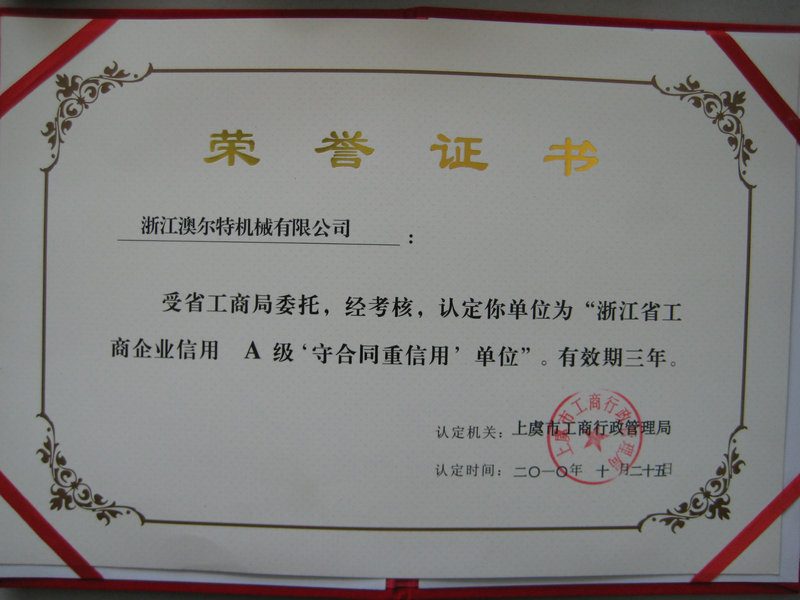 荣誉证书
浙江澳尔特机械有限公司：
受省工商局委托，经考核，认定你单位为“浙江省工
商企业信用 A 级‘守合同重信用’单位”。有效期三年。
认定机关：上虞市工商行政管理局
认定时间：二〇一〇年 十 月二十五日
上虞市工商行政管理局